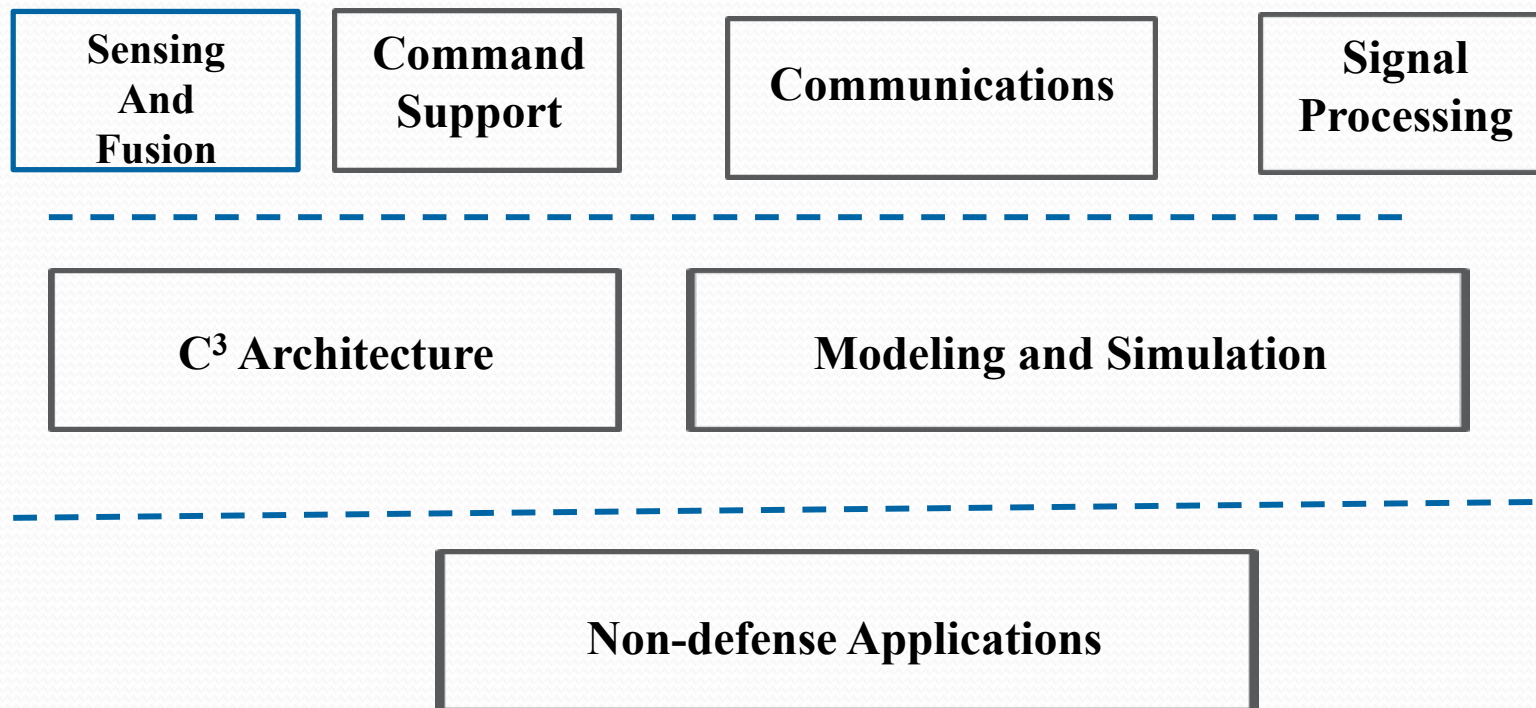 Sensing
And
Fusion
Command
Support
Communications
Signal
Processing
C³ Architecture
Modeling and Simulation
Non-defense Applications